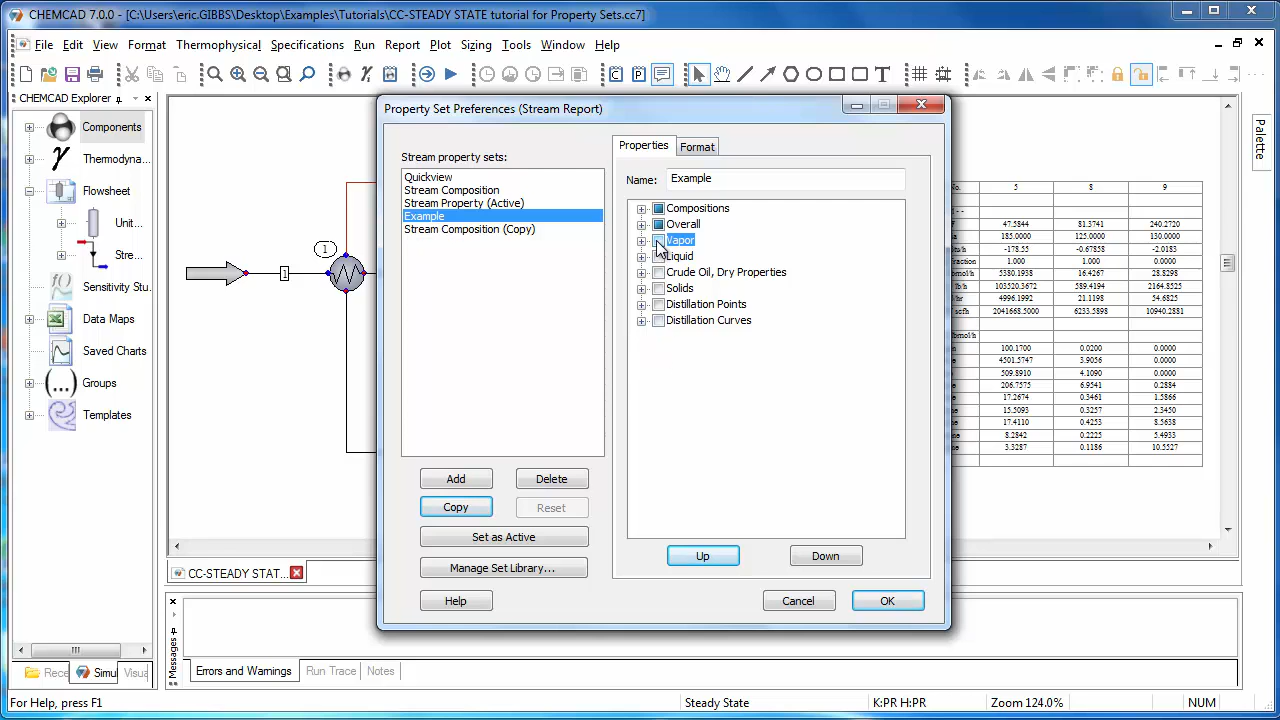 CHEMCAD 7.0.0 - [C:\Users\eric.GIBBS\Desktop\Examples\Tutorials\CC-STEADY STATE tutorial for Property Sets.cc7]
File Edit View Format Thermophysical Specifications Run Report Plot Sizing Tools Window Help
CHEMCAD Explorer
Components
Thermodyna...
Flowsheet
Unit...
Stre...
Sensitivity Stu...
Data Maps
Saved Charts
Groups
Templates
Rece
Simu
Visua
1
1
Property Set Preferences (Stream Report)
Stream property sets:
Quickview
Stream Composition
Stream Property (Active)
Example
Stream Composition (Copy)
Add
Delete
Copy
Reset
Set as Active
Manage Set Library...
Help
Properties
Format
Name: Example
Compositions
Overall
Vapor
Liquid
Crude Oil, Dry Properties
Solids
Distillation Points
Distillation Curves
Up
Down
Cancel
OK
No. 5 8 9
47.5844 81.3741 240.2720
185.0000 125.0000 130.0000
-178.55 -0.67858 -2.0183
fraction 1.000 1.000 0.0000
5380.1938 16.4267 28.8298
103520.3672 589.4194 2164.8525
4996.1992 21.1198 54.6825
scfh 2041668.5000 6233.5898 10940.2881
lbmol/h
100.1700 0.0200 0.0000
4501.5747 3.9056 0.0000
509.8910 4.1090 0.0000
206.7575 6.9541 0.2884
17.2674 0.3461 1.5866
15.5093 0.3257 2.3450
17.4110 0.4253 8.5638
8.2842 0.2225 5.4933
3.3287 0.1186 10.5527
Palette
CC-STEADY STAT...
Messages
Errors and Warnings
Run Trace
Notes
For Help, press F1
Steady State
K:PR H:PR
Zoom 124.0%
NUM